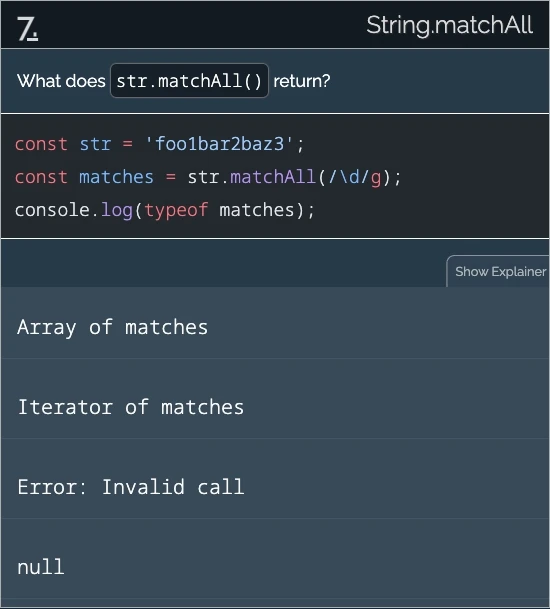 7.
String.matchAll
What does str.matchAll() return?
const str = 'foo1bar2baz3';
const matches = str.matchAll(/\d/g);
console.log(typeof matches);
Show Explainer
Array of matches
Iterator of matches
Error: Invalid call
null